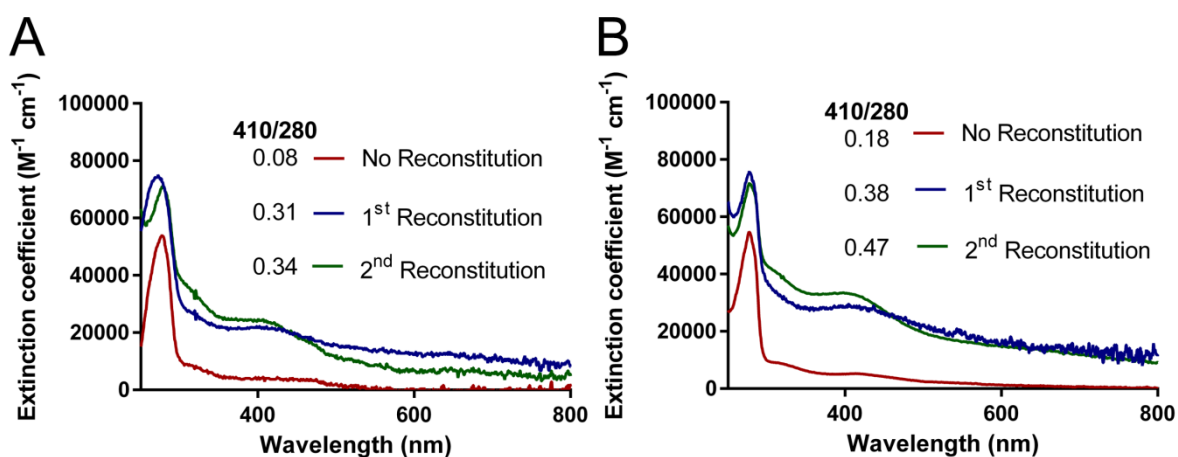 A
Extinction coefficient (M⁻¹ cm⁻¹)
100000
80000
60000
40000
20000
0
410/280
0.08 No Reconstitution
0.31 1st Reconstitution
0.34 2nd Reconstitution
400 600 800
Wavelength (nm)
B
Extinction coefficient (M⁻¹ cm⁻¹)
100000
80000
60000
40000
20000
0
410/280
0.18 No Reconstitution
0.38 1st Reconstitution
0.47 2nd Reconstitution
400 600 800
Wavelength (nm)